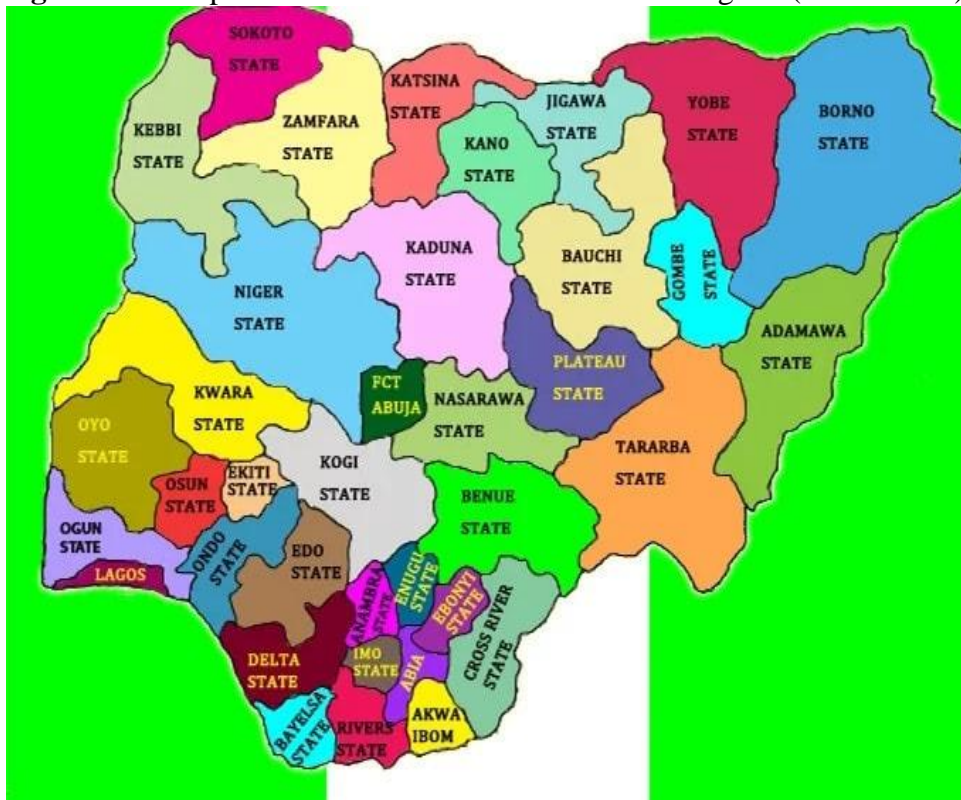 SOKOTO
STATE
KEBBI
STATE
ZAMFARA
STATE
KATSINA
STATE
KANO
STATE
JIGAWA
STATE
YOBE
STATE
BORNO
STATE
NIGER
STATE
KADUNA
STATE
BAUCHI
STATE
GOMBE
STATE
ADAMAWA
STATE
PLATEAU
STATE
FCT
ABUJA
NASARAWA
STATE
KWARA
STATE
OYO
STATE
TARARBA
STATE
KOGI
STATE
EKITI
STATE
OSUN
STATE
BENUE
STATE
OGUN
STATE
LAGOS
ONDO
STATE
EDO
STATE
ANAMBRA
STATE
ENUGU
STATE
EBONYI
STATE
CROSS RIVER
STATE
DELTA
STATE
IMO
STATE
ABIA
BAYELSA
STATE
RIVERS
STATE
AKWA
IBOM